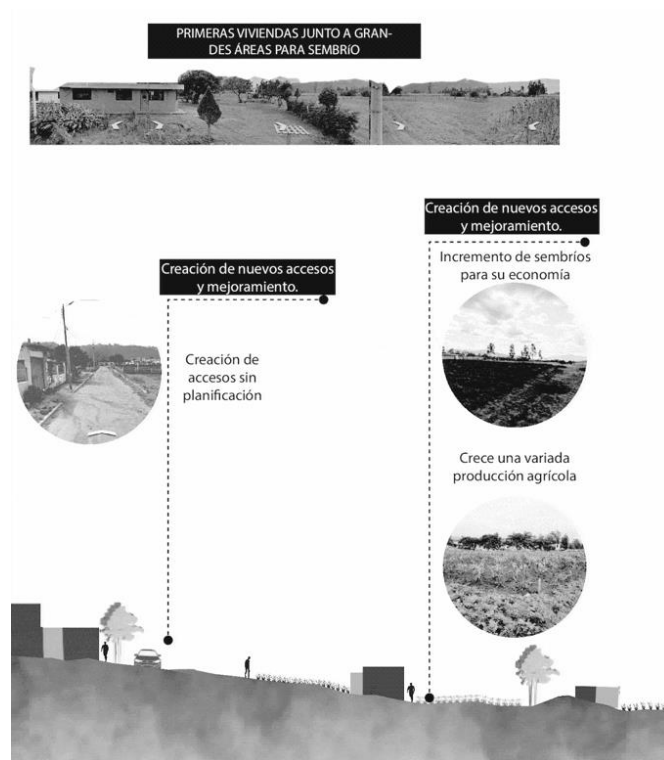 PRIMERAS VIVIENDAS JUNTO A GRAN-
DES ÁREAS PARA SEMBRÍO
Creación de nuevos accesos
y mejoramiento.
Incremento de sembríos
para su economía
Creación de nuevos accesos
y mejoramiento.
Creación de
accesos sin
planificación
Crece una variada
producción agrícola